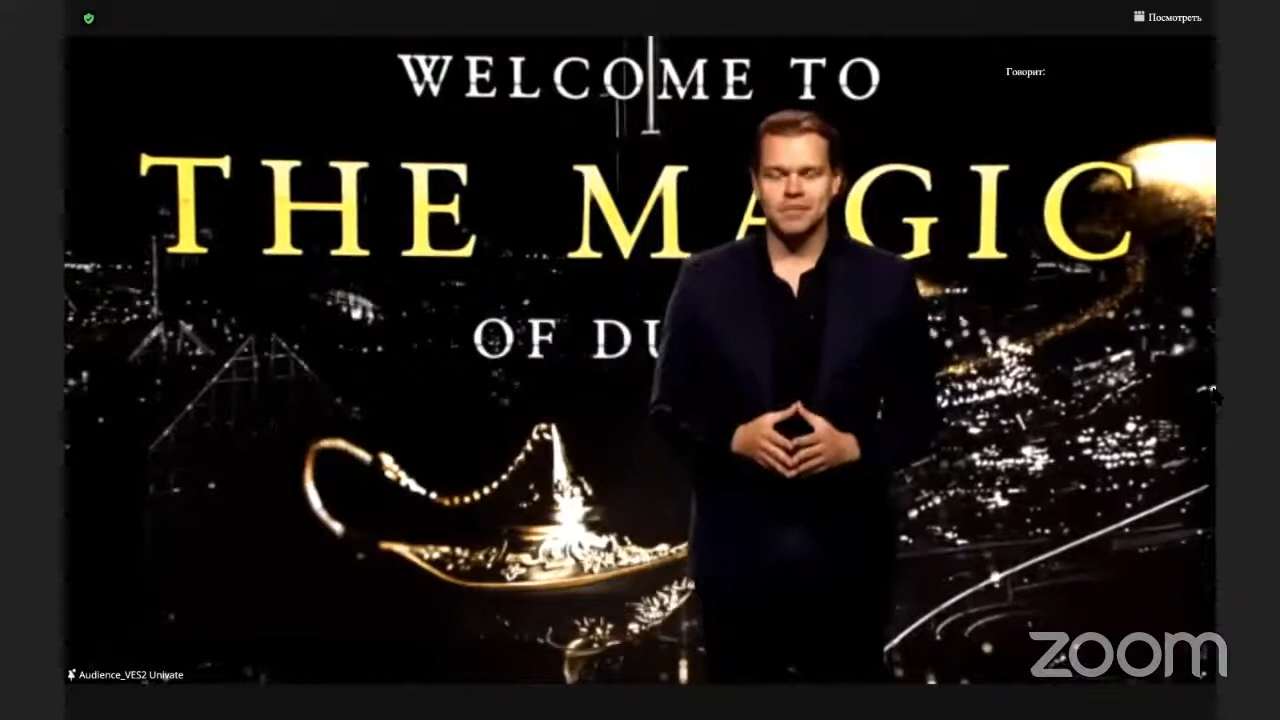 Посмотреть
Говорит:
WELCOME TO
THE MAGIC
OF DU
Audience_VES2 Univate
zoom